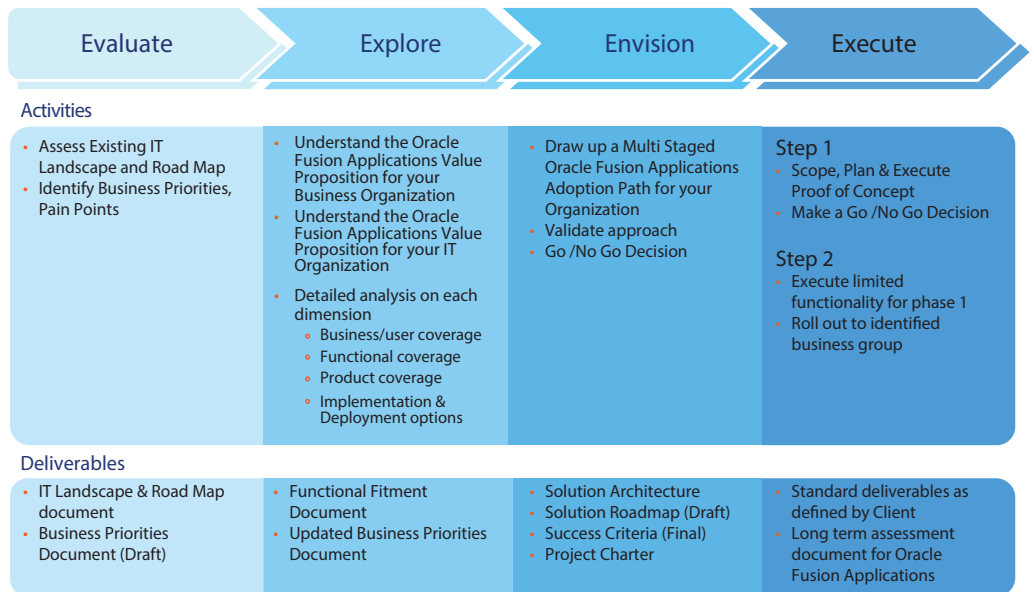 Evaluate
Explore
Envision
Execute
Activities
• Assess Existing IT
Landscape and Road Map
• Identify Business Priorities,
Pain Points
• Understand the Oracle
Fusion Applications Value
Proposition for your
Business Organization
• Understand the Oracle
Fusion Applications Value
Proposition for your IT
Organization
• Detailed analysis on each
dimension
Business/user coverage
Functional coverage
Product coverage
Implementation &
Deployment options
• Draw up a Multi Staged
Oracle Fusion Applications
Adoption Path for your
Organization
• Validate approach
• Go /No Go Decision
Step 1
• Scope, Plan & Execute
Proof of Concept
• Make a Go /No Go Decision
Step 2
• Execute limited
functionality for phase 1
• Roll out to identified
business group
Deliverables
• IT Landscape & Road Map
document
• Business Priorities
Document (Draft)
• Functional Fitment
Document
• Updated Business Priorities
Document
• Solution Architecture
• Solution Roadmap (Draft)
• Success Criteria (Final)
• Project Charter
• Standard deliverables as
defined by Client
• Long term assessment
document for Oracle
Fusion Applications